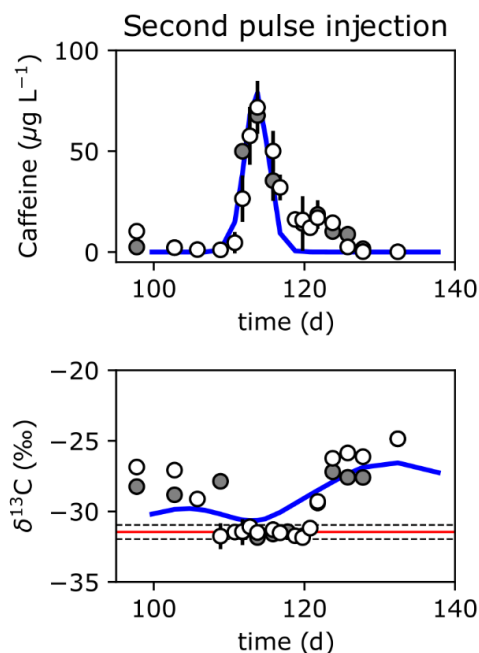 Second pulse injection
100
50
0
Caffeine (μg L⁻¹)
100 120 140
time (d)
−20
−25
−30
−35
δ¹³C (‰)
100 120 140
time (d)